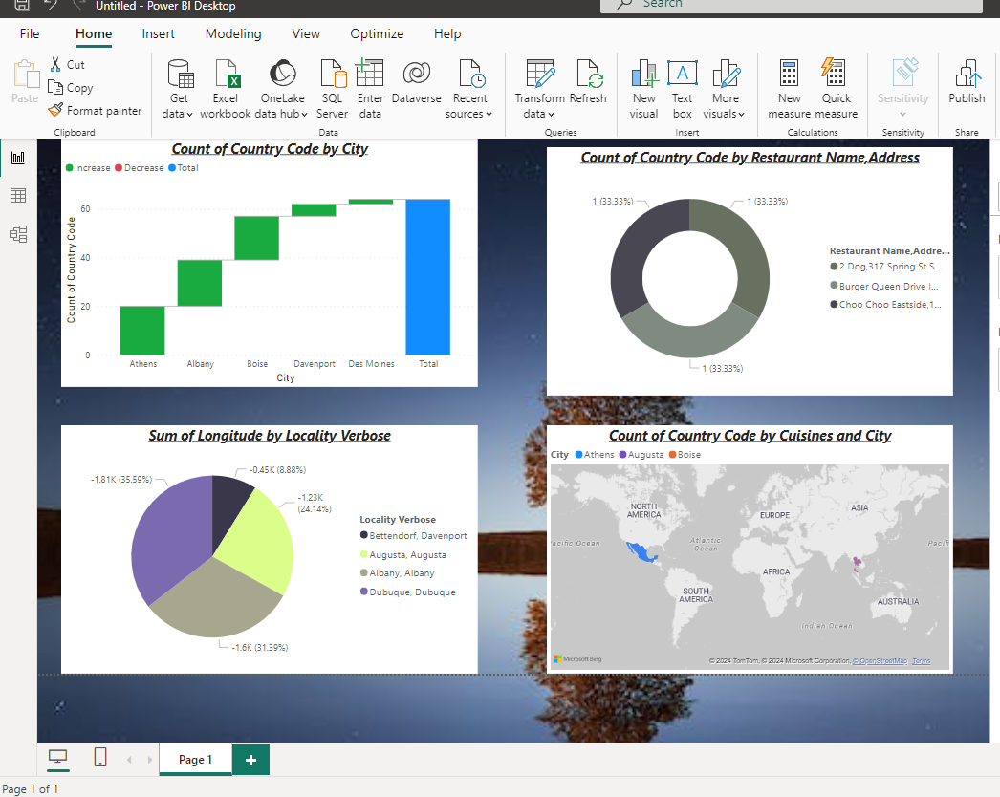 Untitled - Power BI Desktop
Search
File Home Insert Modeling View Optimize Help
Paste
Cut
Copy
Format painter
Clipboard
Get data
Excel workbook
OneLake data hub
SQL Server
Enter data
Dataverse
Recent sources
Data
Transform data
Refresh
Queries
New visual
Text box
More visuals
Insert
New measure
Quick measure
Calculations
Sensitivity
Sensitivity
Publish
Share
Count of Country Code by City
Increase Decrease Total
Count of Country Code
60
40
20
0
Athens Albany Boise Davenport Des Moines Total
City
Count of Country Code by Restaurant Name,Address
1 (33.33%)
1 (33.33%)
1 (33.33%)
Restaurant Name,Addre...
2 Dog,317 Spring St S...
Burger Queen Drive I...
Choo Choo Eastside,1...
Sum of Longitude by Locality Verbose
-1.81K (35.59%)
-0.45K (8.88%)
-1.23K
(24.14%)
-1.6K (31.39%)
Locality Verbose
Bettendorf, Davenport
Augusta, Augusta
Albany, Albany
Dubuque, Dubuque
Count of Country Code by Cuisines and City
City Athens Augusta Boise
NORTH
AMERICA
EUROPE
ASIA
Atlantic
Ocean
AFRICA
SOUTH
AMERICA
AUSTRALIA
Indian Ocean
Microsoft Bing
© 2024 TomTom, © 2024 Microsoft Corporation, © OpenStreetMap Terms
Page 1
Page 1 of 1